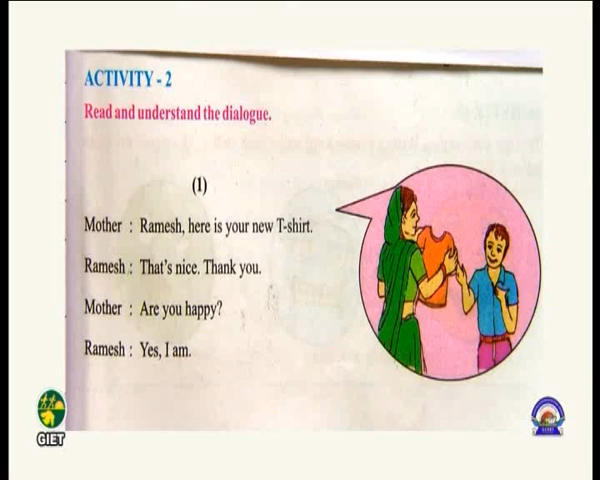 ACTIVITY - 2
Read and understand the dialogue.
(1)
Mother : Ramesh, here is your new T-shirt.
Ramesh : That's nice. Thank you.
Mother : Are you happy?
Ramesh : Yes, I am.
GIET